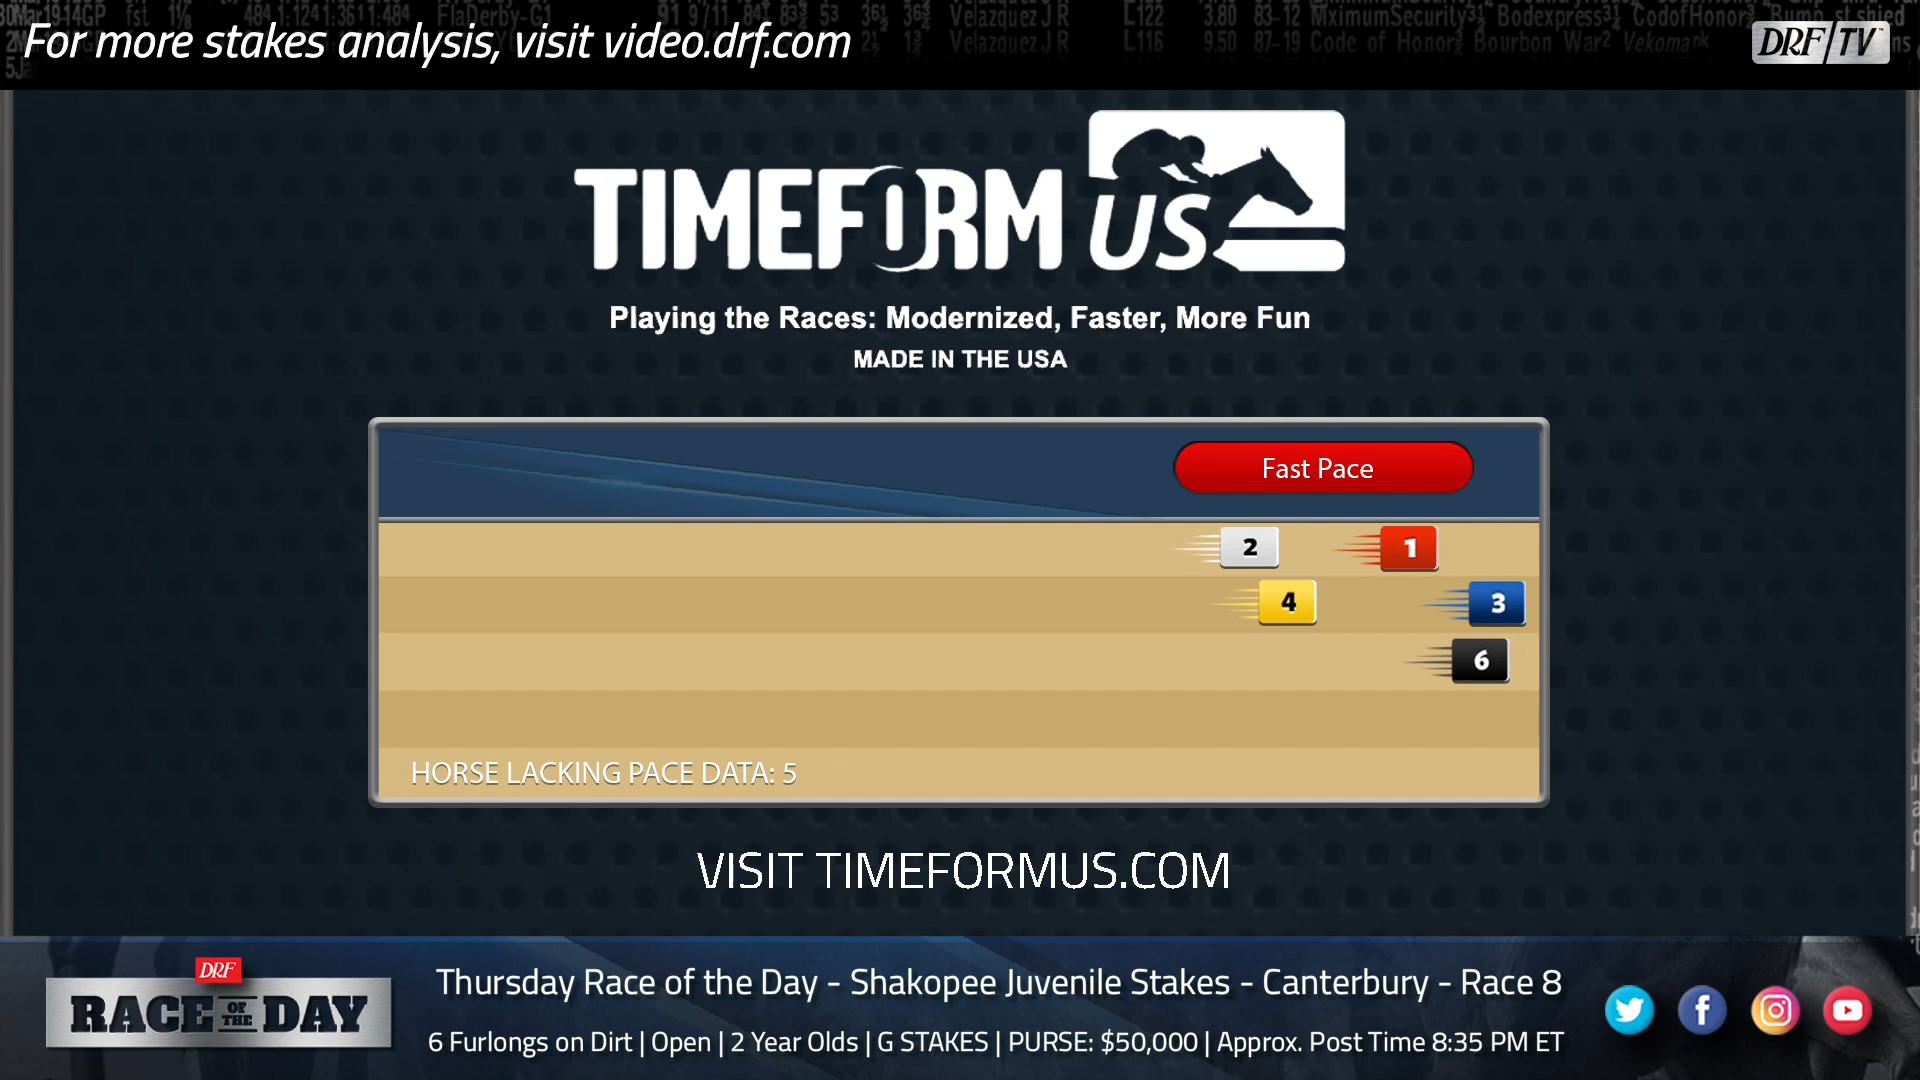 For more stakes analysis, visit video.drf.com
DRF/TV
TIMEFORM US
Playing the Races: Modernized, Faster, More Fun
MADE IN THE USA
Fast Pace
2 1
4 3
6
HORSE LACKING PACE DATA: 5
VISIT TIMEFORMUS.COM
DRF
RACE OF THE DAY
Thursday Race of the Day - Shakopee Juvenile Stakes - Canterbury - Race 8
6 Furlongs on Dirt | Open | 2 Year Olds | G STAKES | PURSE: $50,000 | Approx. Post Time 8:35 PM ET